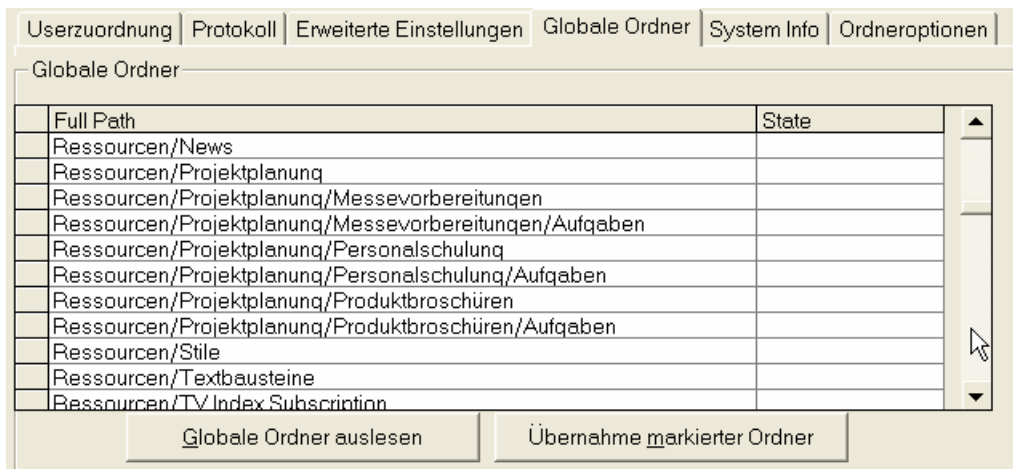 Userzuordnung Protokoll Erweiterte Einstellungen Globale Ordner System Info Ordneroptionen
Globale Ordner
Full Path State
Ressourcen/News
Ressourcen/Projektplanung
Ressourcen/Projektplanung/Messevorbereitungen
Ressourcen/Projektplanung/Messevorbereitungen/Aufgaben
Ressourcen/Projektplanung/Personalschulung
Ressourcen/Projektplanung/Personalschulung/Aufgaben
Ressourcen/Projektplanung/Produktbroschüren
Ressourcen/Projektplanung/Produktbroschüren/Aufgaben
Ressourcen/Stile
Ressourcen/Textbausteine
Ressourcen/TV Index Subscription
Globale Ordner auslesen Übernahme markierter Ordner